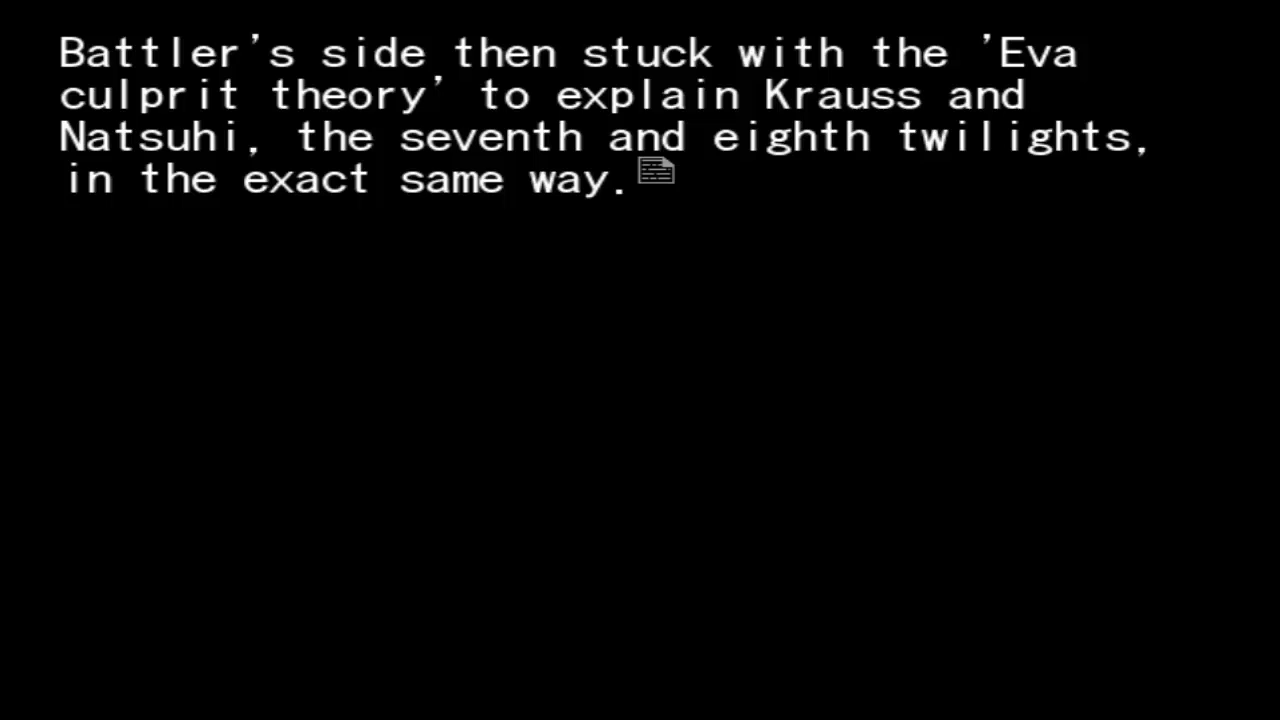 Battler's side then stuck with the 'Eva
culprit theory' to explain Krauss and
Natsuhi, the seventh and eighth twilights,
in the exact same way.